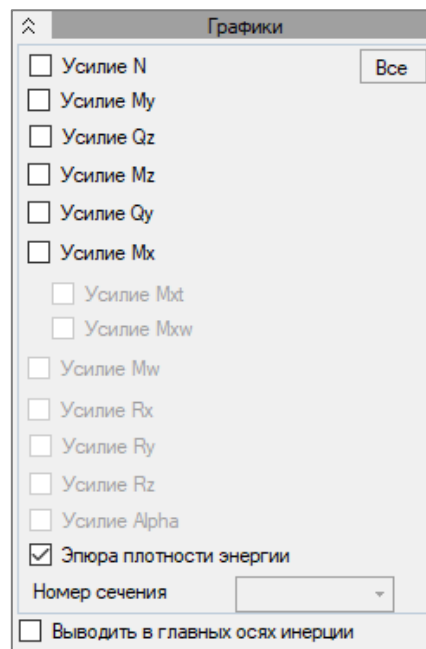 Графики
Усилие N
Все
Усилие My
Усилие Qz
Усилие Mz
Усилие Qy
Усилие Mx
Усилие Mxt
Усилие Mxw
Усилие Mw
Усилие Rx
Усилие Ry
Усилие Rz
Усилие Alpha
Эпюра плотности энергии
Номер сечения
Выводить в главных осях инерции